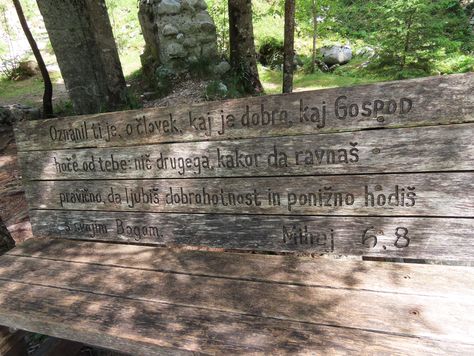 Oznanil ti je, o človek, kaj je dobro, kaj Gospod
hoče od tebe: nič drugega, kakor da ravnaš
pravično, da ljubiš dobrohotnost in ponižno hodiš
s svojim Bogom. Mihej 6,8